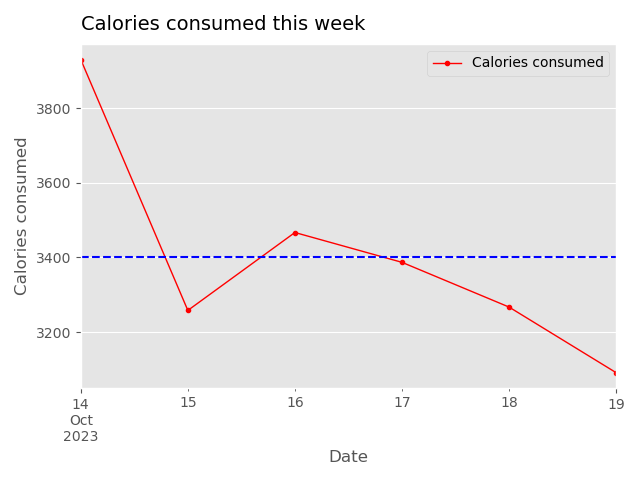 Calories consumed this week
Calories consumed
3800
3600
3400
3200
Calories consumed
14 15 16 17 18 19
Oct
2023
Date